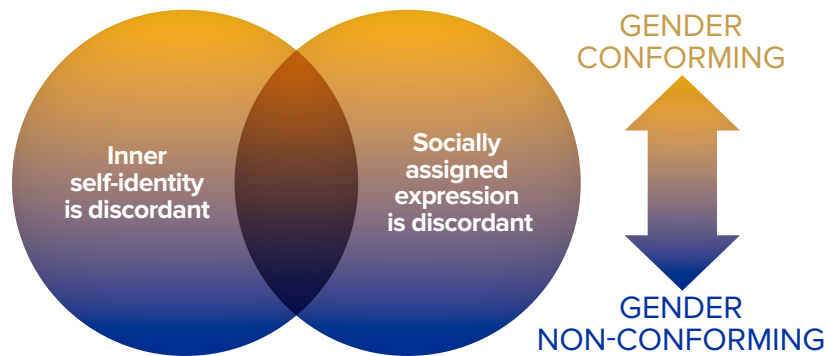 Inner
self-identity
is discordant
Socially
assigned
expression
is discordant
GENDER
CONFORMING
GENDER
NON-CONFORMING